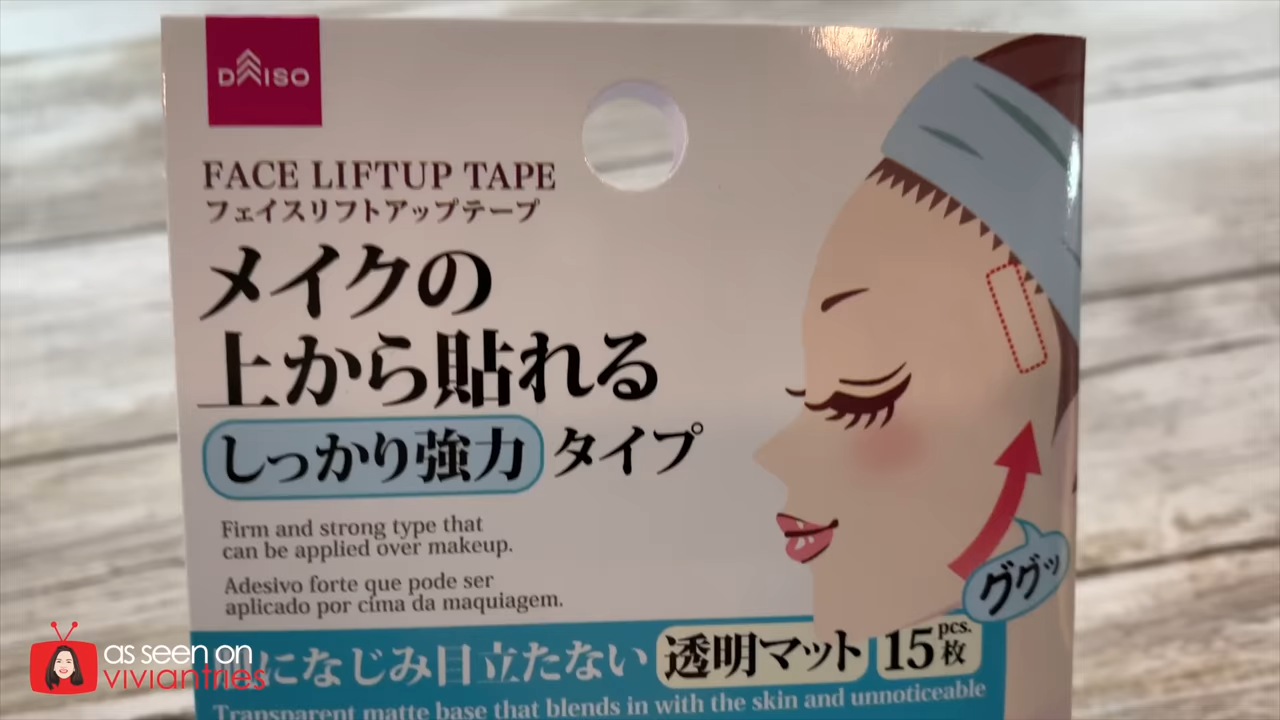 DAISO
FACE LIFTUP TAPE
フェイスリフトアップテープ
メイクの
上から貼れる
しっかり強力 タイプ
Firm and strong type that
can be applied over makeup.
Adesivo forte que pode ser
aplicado por cima da maquiagem.
ググッ
になじみ目立たない 透明マット 15 pcs. 枚
Transparent matte base that blends in with the skin and unnoticeable
as seen on
viviantries